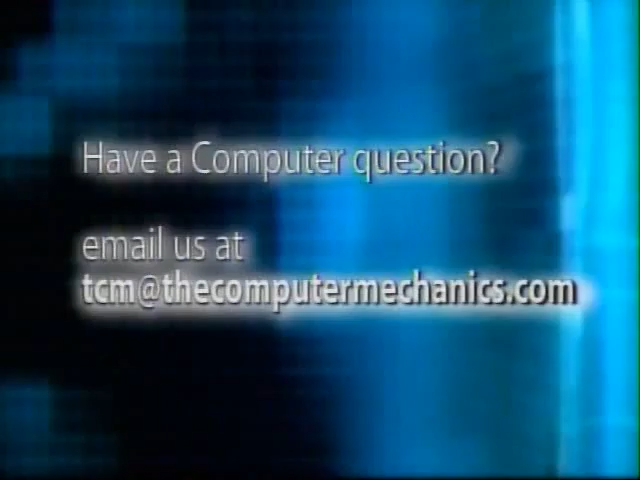 Have a Computer question?
email us at
tcm@thecomputermechanics.com